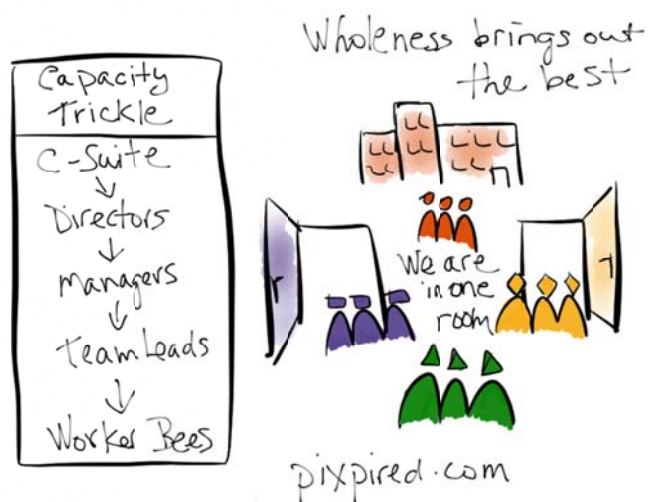 Capacity
Trickle
C-Suite
Directors
Managers
Team Leads
Worker Bees
Wholeness brings out
the best
We are
in one
room
pixpired.com